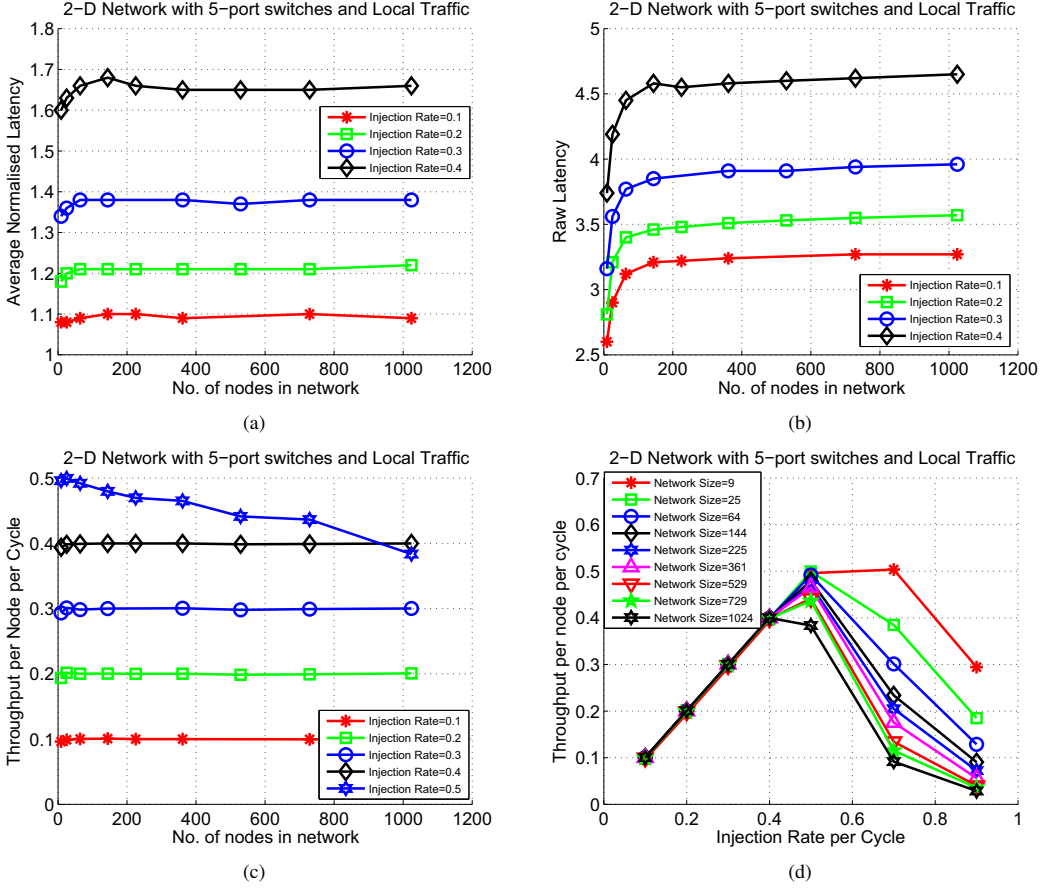 2-D Network with 5-port switches and Local Traffic
Average Normalised Latency
1.8
1.7
1.6
1.5
1.4
1.3
1.2
1.1
1
Injection Rate=0.1
Injection Rate=0.2
Injection Rate=0.3
Injection Rate=0.4
0 200 400 600 800 1000 1200
No. of nodes in network
(a)
2-D Network with 5-port switches and Local Traffic
Raw Latency
5
4.5
4
3.5
3
2.5
Injection Rate=0.1
Injection Rate=0.2
Injection Rate=0.3
Injection Rate=0.4
0 200 400 600 800 1000 1200
No. of nodes in network
(b)
2-D Network with 5-port switches and Local Traffic
Throughput per Node per Cycle
0.5
0.4
0.3
0.2
0.1
0
Injection Rate=0.1
Injection Rate=0.2
Injection Rate=0.3
Injection Rate=0.4
Injection Rate=0.5
0 200 400 600 800 1000 1200
No. of nodes in network
(c)
2-D Network with 5-port switches and Local Traffic
Throughput per node per cycle
0.7
0.6
0.5
0.4
0.3
0.2
0.1
0
Network Size=9
Network Size=25
Network Size=64
Network Size=144
Network Size=225
Network Size=361
Network Size=529
Network Size=729
Network Size=1024
0 0.2 0.4 0.6 0.8 1
Injection Rate per Cycle
(d)